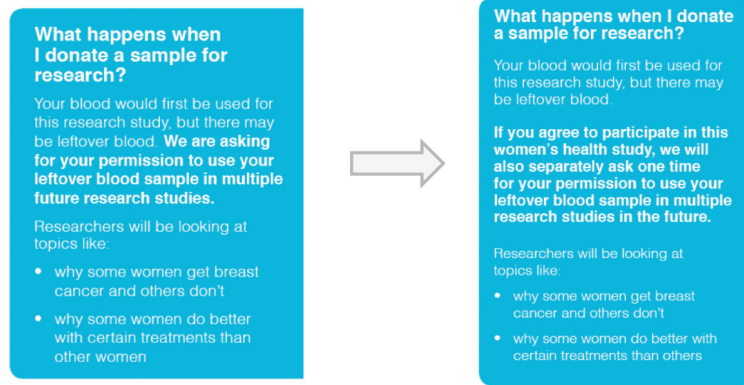 What happens when
I donate a sample for
research?
Your blood would first be used for
this research study, but there may
be leftover blood. We are asking
for your permission to use your
leftover blood sample in multiple
future research studies.
Researchers will be looking at
topics like:
• why some women get breast
cancer and others don't
• why some women do better
with certain treatments than
other women
What happens when I donate
a sample for research?
Your blood would first be used for
this research study, but there may
be leftover blood.
If you agree to participate in this
women's health study, we will
also separately ask one time
for your permission to use your
leftover blood sample in multiple
research studies in the future.
Researchers will be looking at
topics like:
• why some women get breast
cancer and others don't
• why some women do better with
certain treatments than others